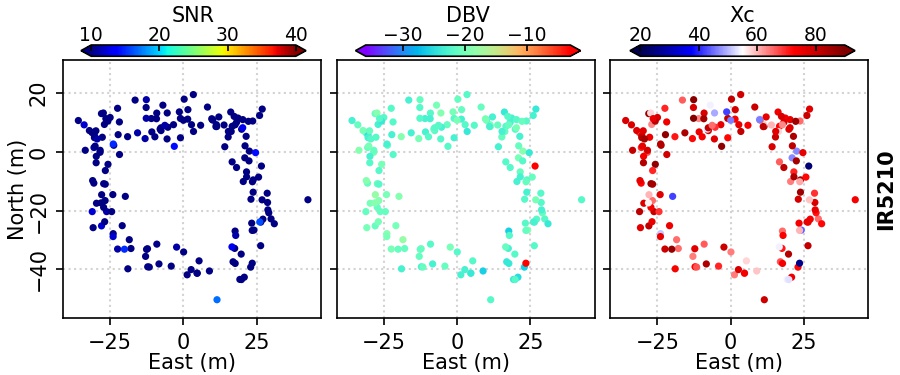 SNR
DBV
Xc
10 20 30 40
−30 −20 −10
20 40 60 80
20
0
−20
−40
North (m)
IR5210
−25 0 25
−25 0 25
−25 0 25
East (m)
East (m)
East (m)